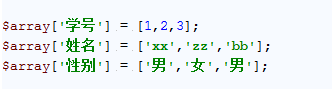 $array['学号'] = [1,2,3];
$array['姓名'] = ['xx','zz','bb'];
$array['性别'] = ['男','女','男'];